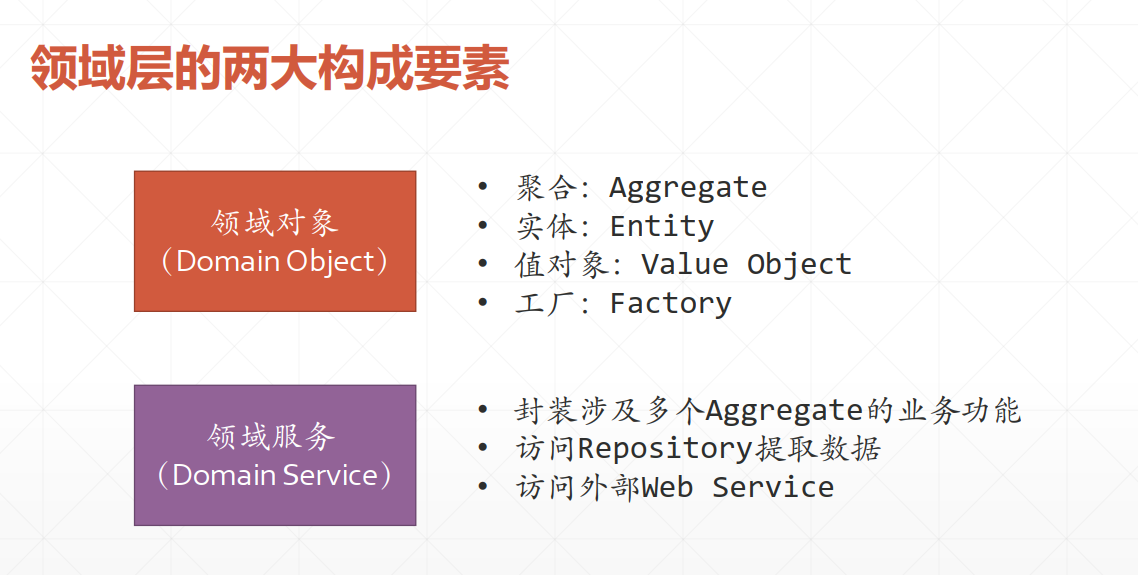 领域层的两大构成要素
领域对象
（Domain Object）
• 聚合：Aggregate
• 实体：Entity
• 值对象：Value Object
• 工厂：Factory
领域服务
（Domain Service）
• 封装涉及多个Aggregate的业务功能
• 访问Repository提取数据
• 访问外部Web Service